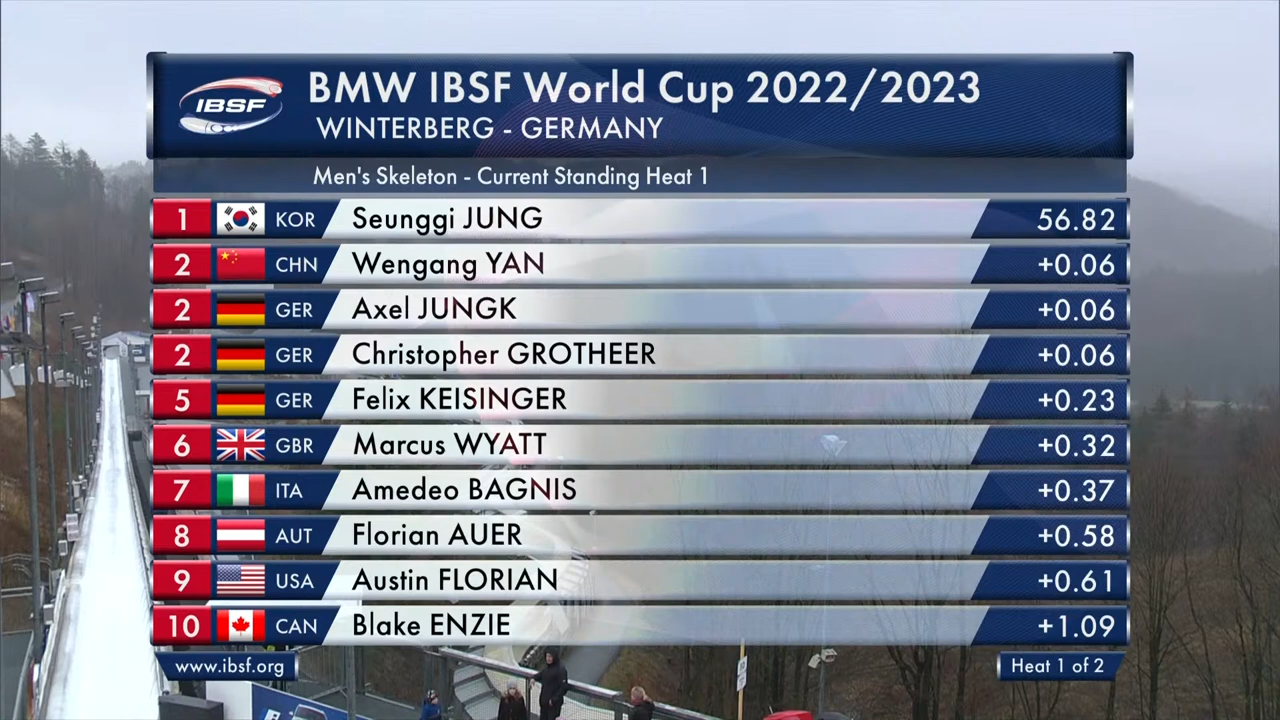 IBSF
BMW IBSF World Cup 2022/2023
WINTERBERG - GERMANY
Men's Skeleton - Current Standing Heat 1
1 KOR Seunggi JUNG 56.82
2 CHN Wengang YAN +0.06
2 GER Axel JUNGK +0.06
2 GER Christopher GROTHEER +0.06
5 GER Felix KEISINGER +0.23
6 GBR Marcus WYATT +0.32
7 ITA Amedeo BAGNIS +0.37
8 AUT Florian AUER +0.58
9 USA Austin FLORIAN +0.61
10 CAN Blake ENZIE +1.09
www.ibsf.org Heat 1 of 2